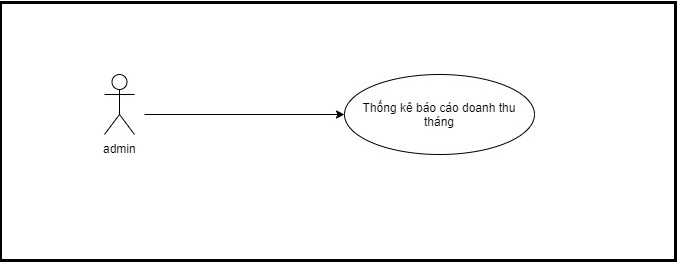 Thống kê báo cáo doanh thu
tháng
admin